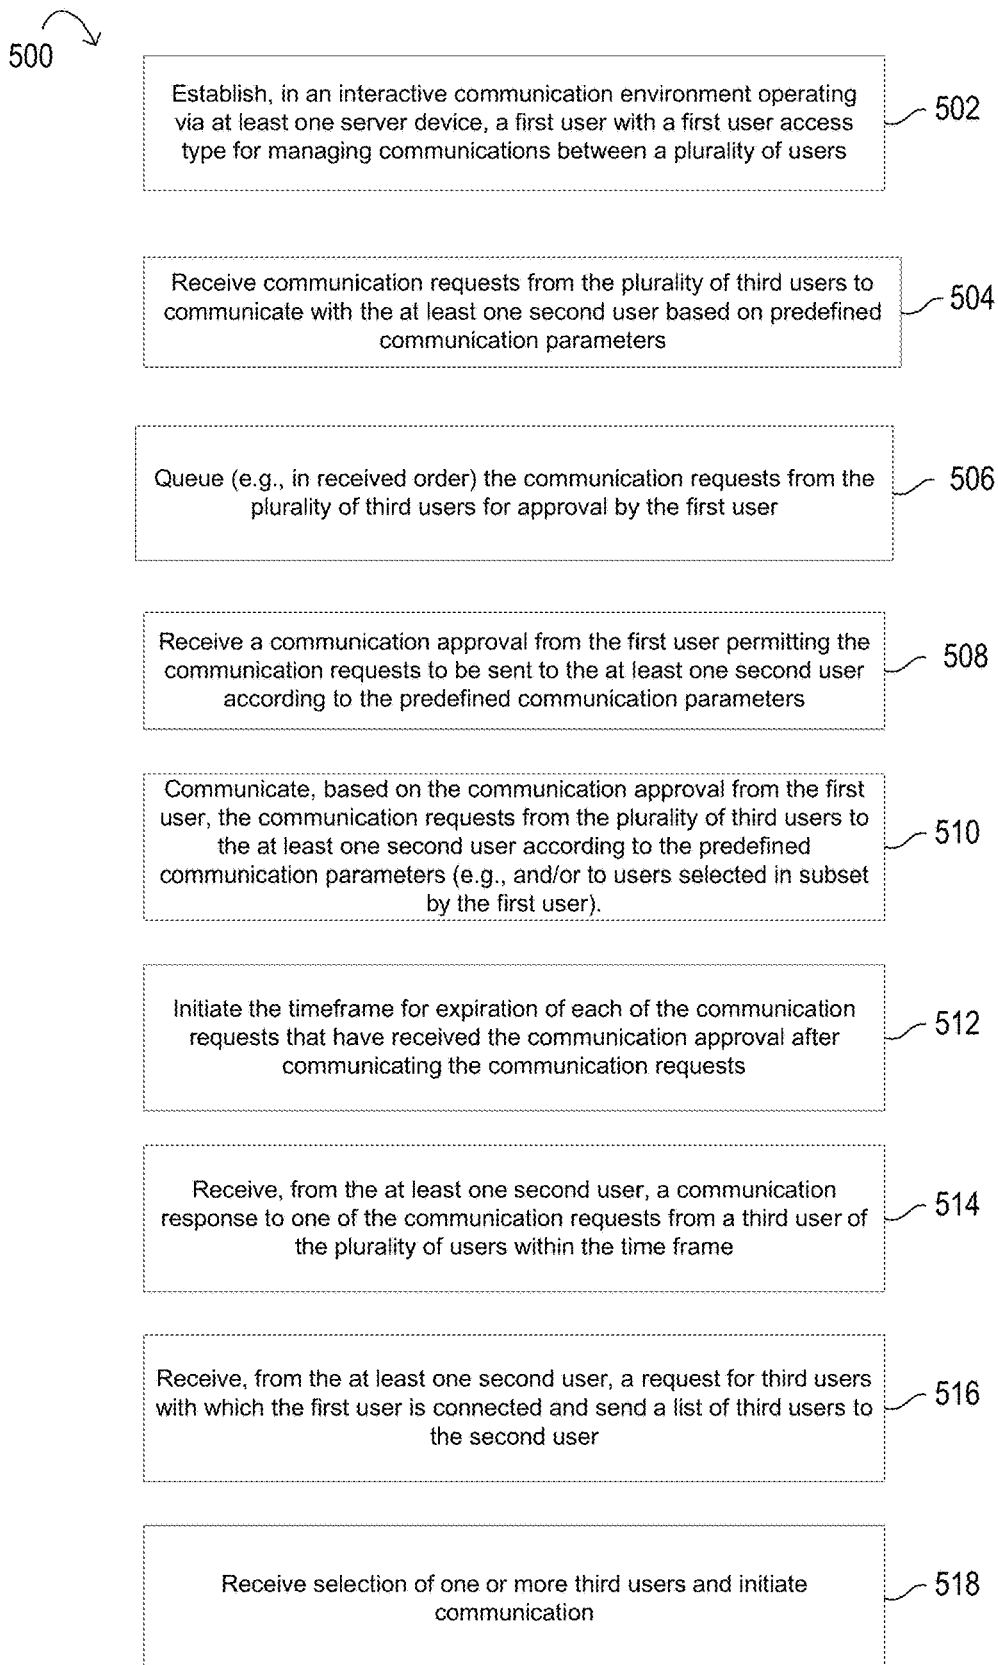 500
Establish, in an interactive communication environment operating
via at least one server device, a first user with a first user access
type for managing communications between a plurality of users
502
Receive communication requests from the plurality of third users to
communicate with the at least one second user based on predefined
communication parameters
504
Queue (e.g., in received order) the communication requests from the
plurality of third users for approval by the first user
506
Receive a communication approval from the first user permitting the
communication requests to be sent to the at least one second user
according to the predefined communication parameters
508
Communicate, based on the communication approval from the first
user, the communication requests from the plurality of third users to
the at least one second user according to the predefined
communication parameters (e.g., and/or to users selected in subset
by the first user).
510
Initiate the timeframe for expiration of each of the communication
requests that have received the communication approval after
communicating the communication requests
512
Receive, from the at least one second user, a communication
response to one of the communication requests from a third user of
the plurality of users within the time frame
514
Receive, from the at least one second user, a request for third users
with which the first user is connected and send a list of third users to
the second user
516
Receive selection of one or more third users and initiate
communication
518